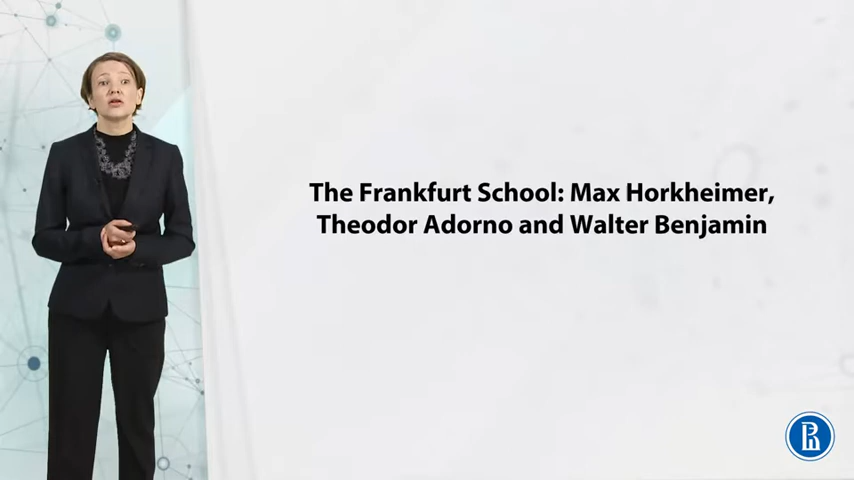 The Frankfurt School: Max Horkheimer,
Theodor Adorno and Walter Benjamin